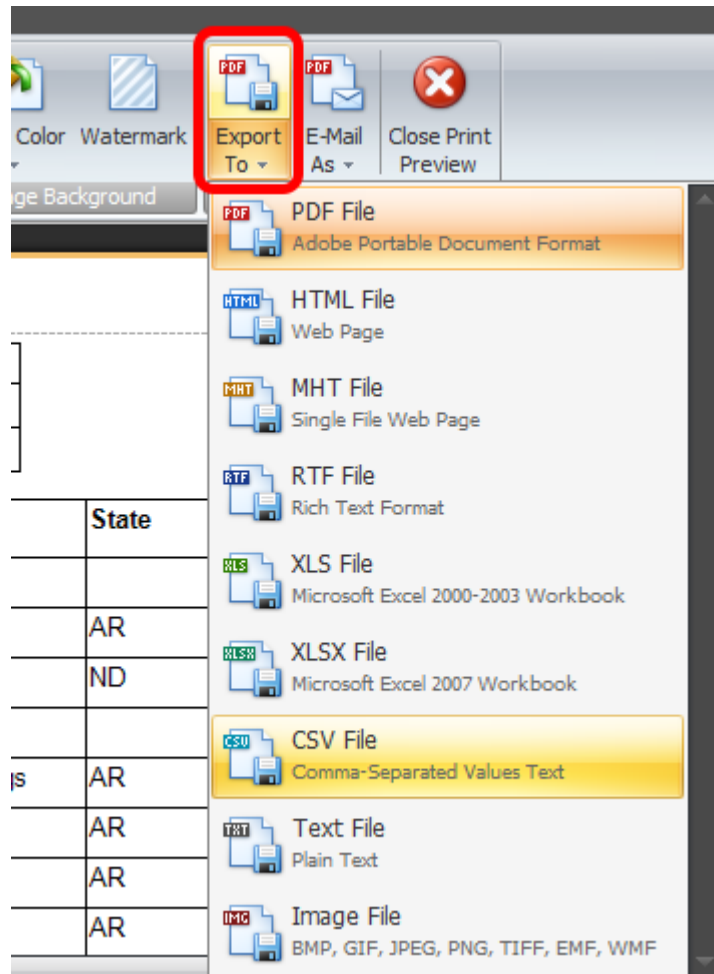 PDF
PDF
Color
Watermark
Export
To
E-Mail
As
Close Print
Preview
ge Background
PDF
PDF File
Adobe Portable Document Format
HTML
HTML File
Web Page
MHT
MHT File
Single File Web Page
RTF
RTF File
Rich Text Format
XLS
XLS File
Microsoft Excel 2000-2003 Workbook
XLSX
XLSX File
Microsoft Excel 2007 Workbook
CSV
CSV File
Comma-Separated Values Text
TXT
Text File
Plain Text
IMG
Image File
BMP, GIF, JPEG, PNG, TIFF, EMF, WMF
State
AR
ND
gs
AR
AR
AR
AR